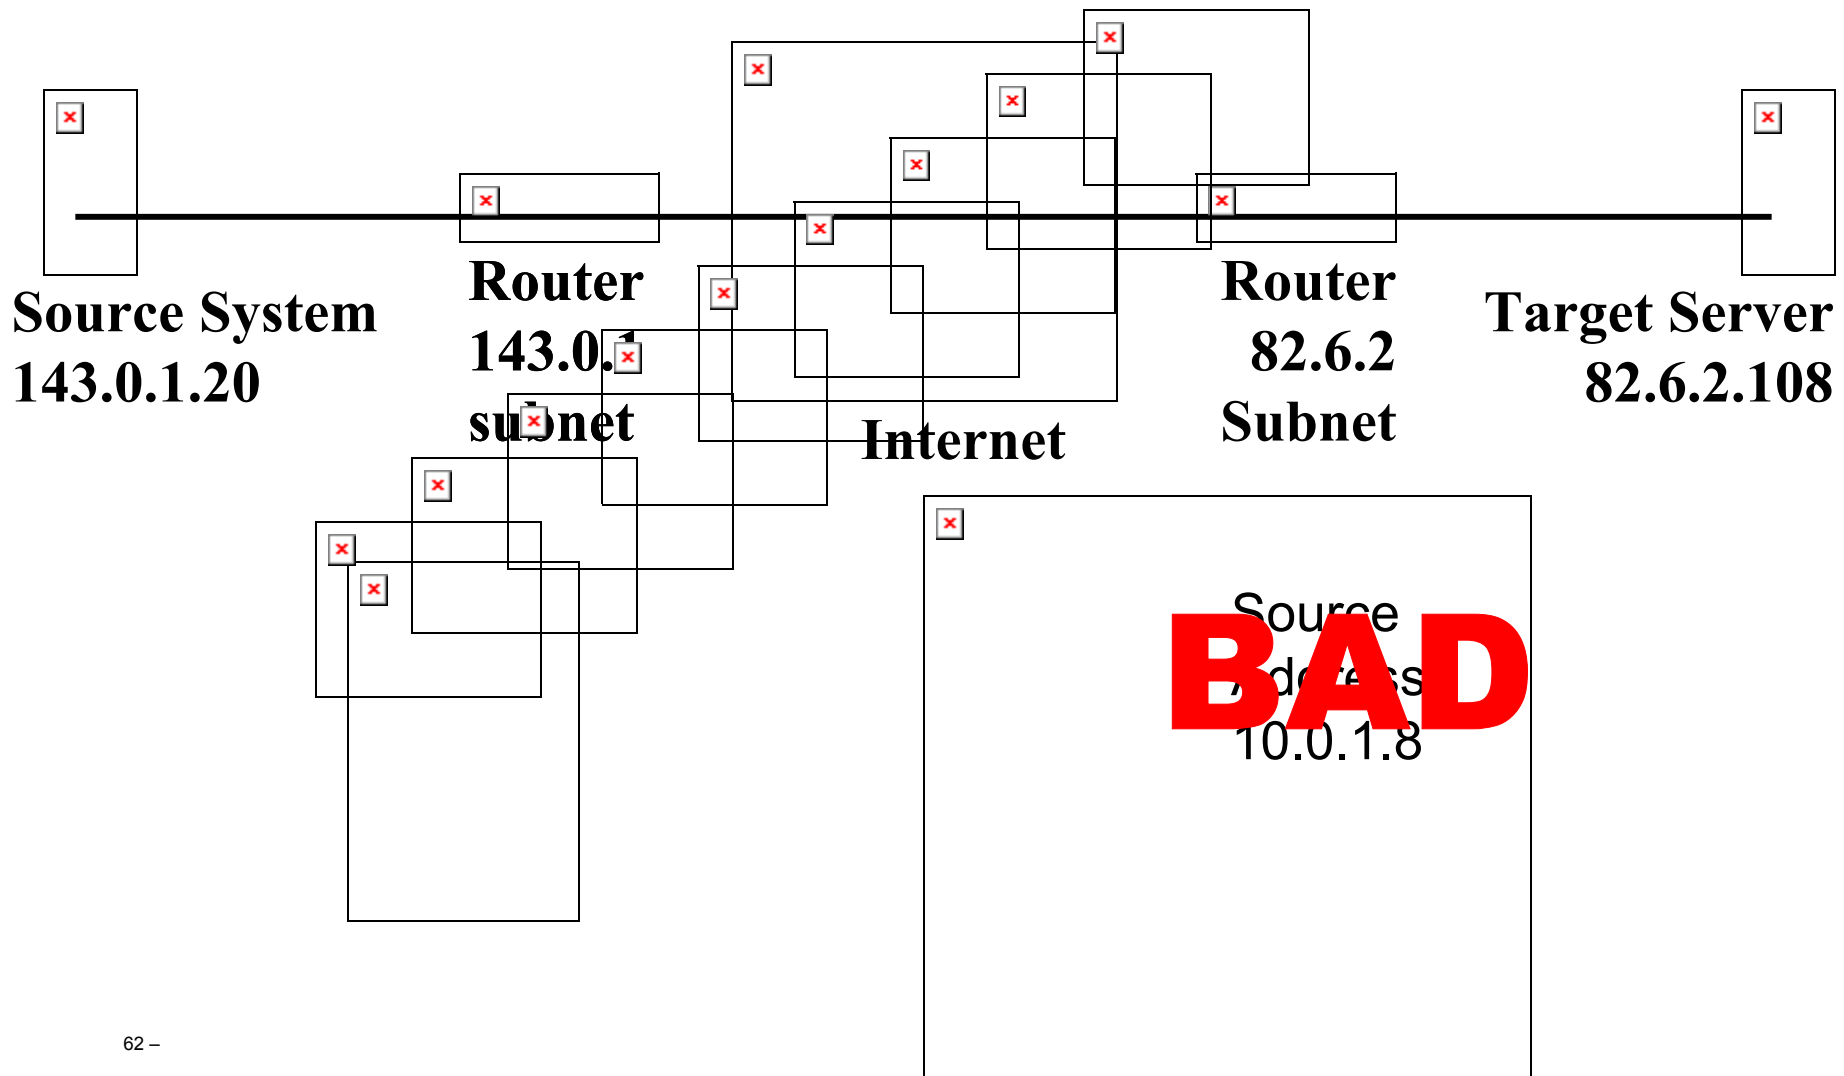 Source System
143.0.1.20
Router
143.0.1
subnet
Internet
Router
82.6.2
Subnet
Target Server
82.6.2.108
Source
Address
10.0.1.8
BAD
62 –